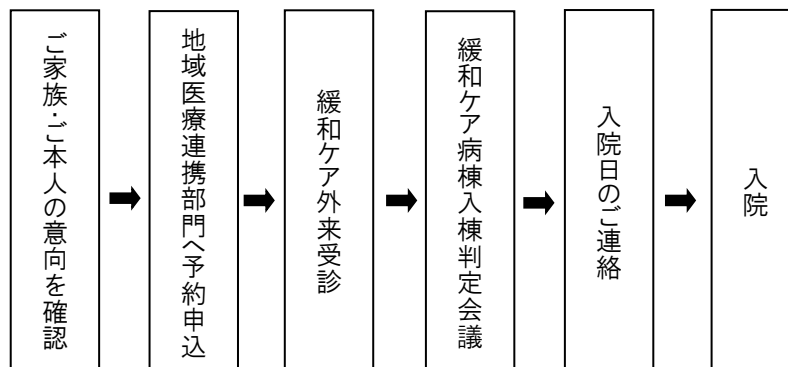 ご家族・ご本人の意向を確認
地域医療連携部門へ予約申込
緩和ケア外来受診
緩和ケア病棟入棟判定会議
入院日のご連絡
入院